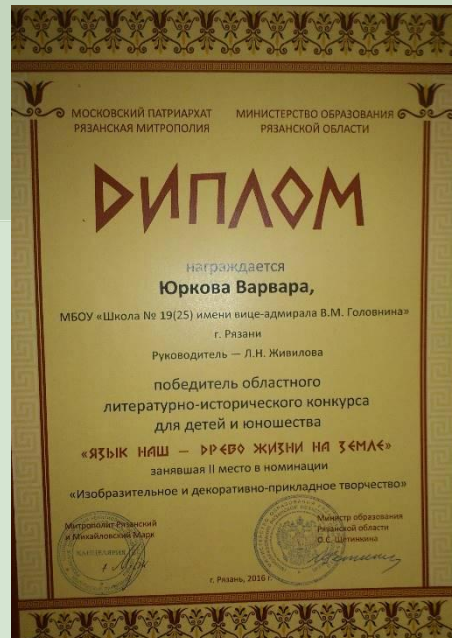 МОСКОВСКИЙ ПАТРИАРХАТ
РЯЗАНСКАЯ МИТРОПОЛИЯ
МИНИСТЕРСТВО ОБРАЗОВАНИЯ
РЯЗАНСКОЙ ОБЛАСТИ
ДИПЛОМ
награждается
Юркова Варвара,
МБОУ «Школа № 19(25) имени вице-адмирала В.М. Головнина»
г. Рязани
Руководитель — Л.Н. Живилова
победитель областного
литературно-исторического конкурса
для детей и юношества
«ЯЗЫК НАШ — ДРЕВО ЖИЗНИ НА ЗЕМЛЕ»
занявшая II место в номинации
«Изобразительное и декоративно-прикладное творчество»
Митрополит Рязанский
и Михайловский Марк
КАНЦЕЛЯРИЯ
Министр образования
Рязанской области
О.С. Щетинкина
г. Рязань, 2016 г.